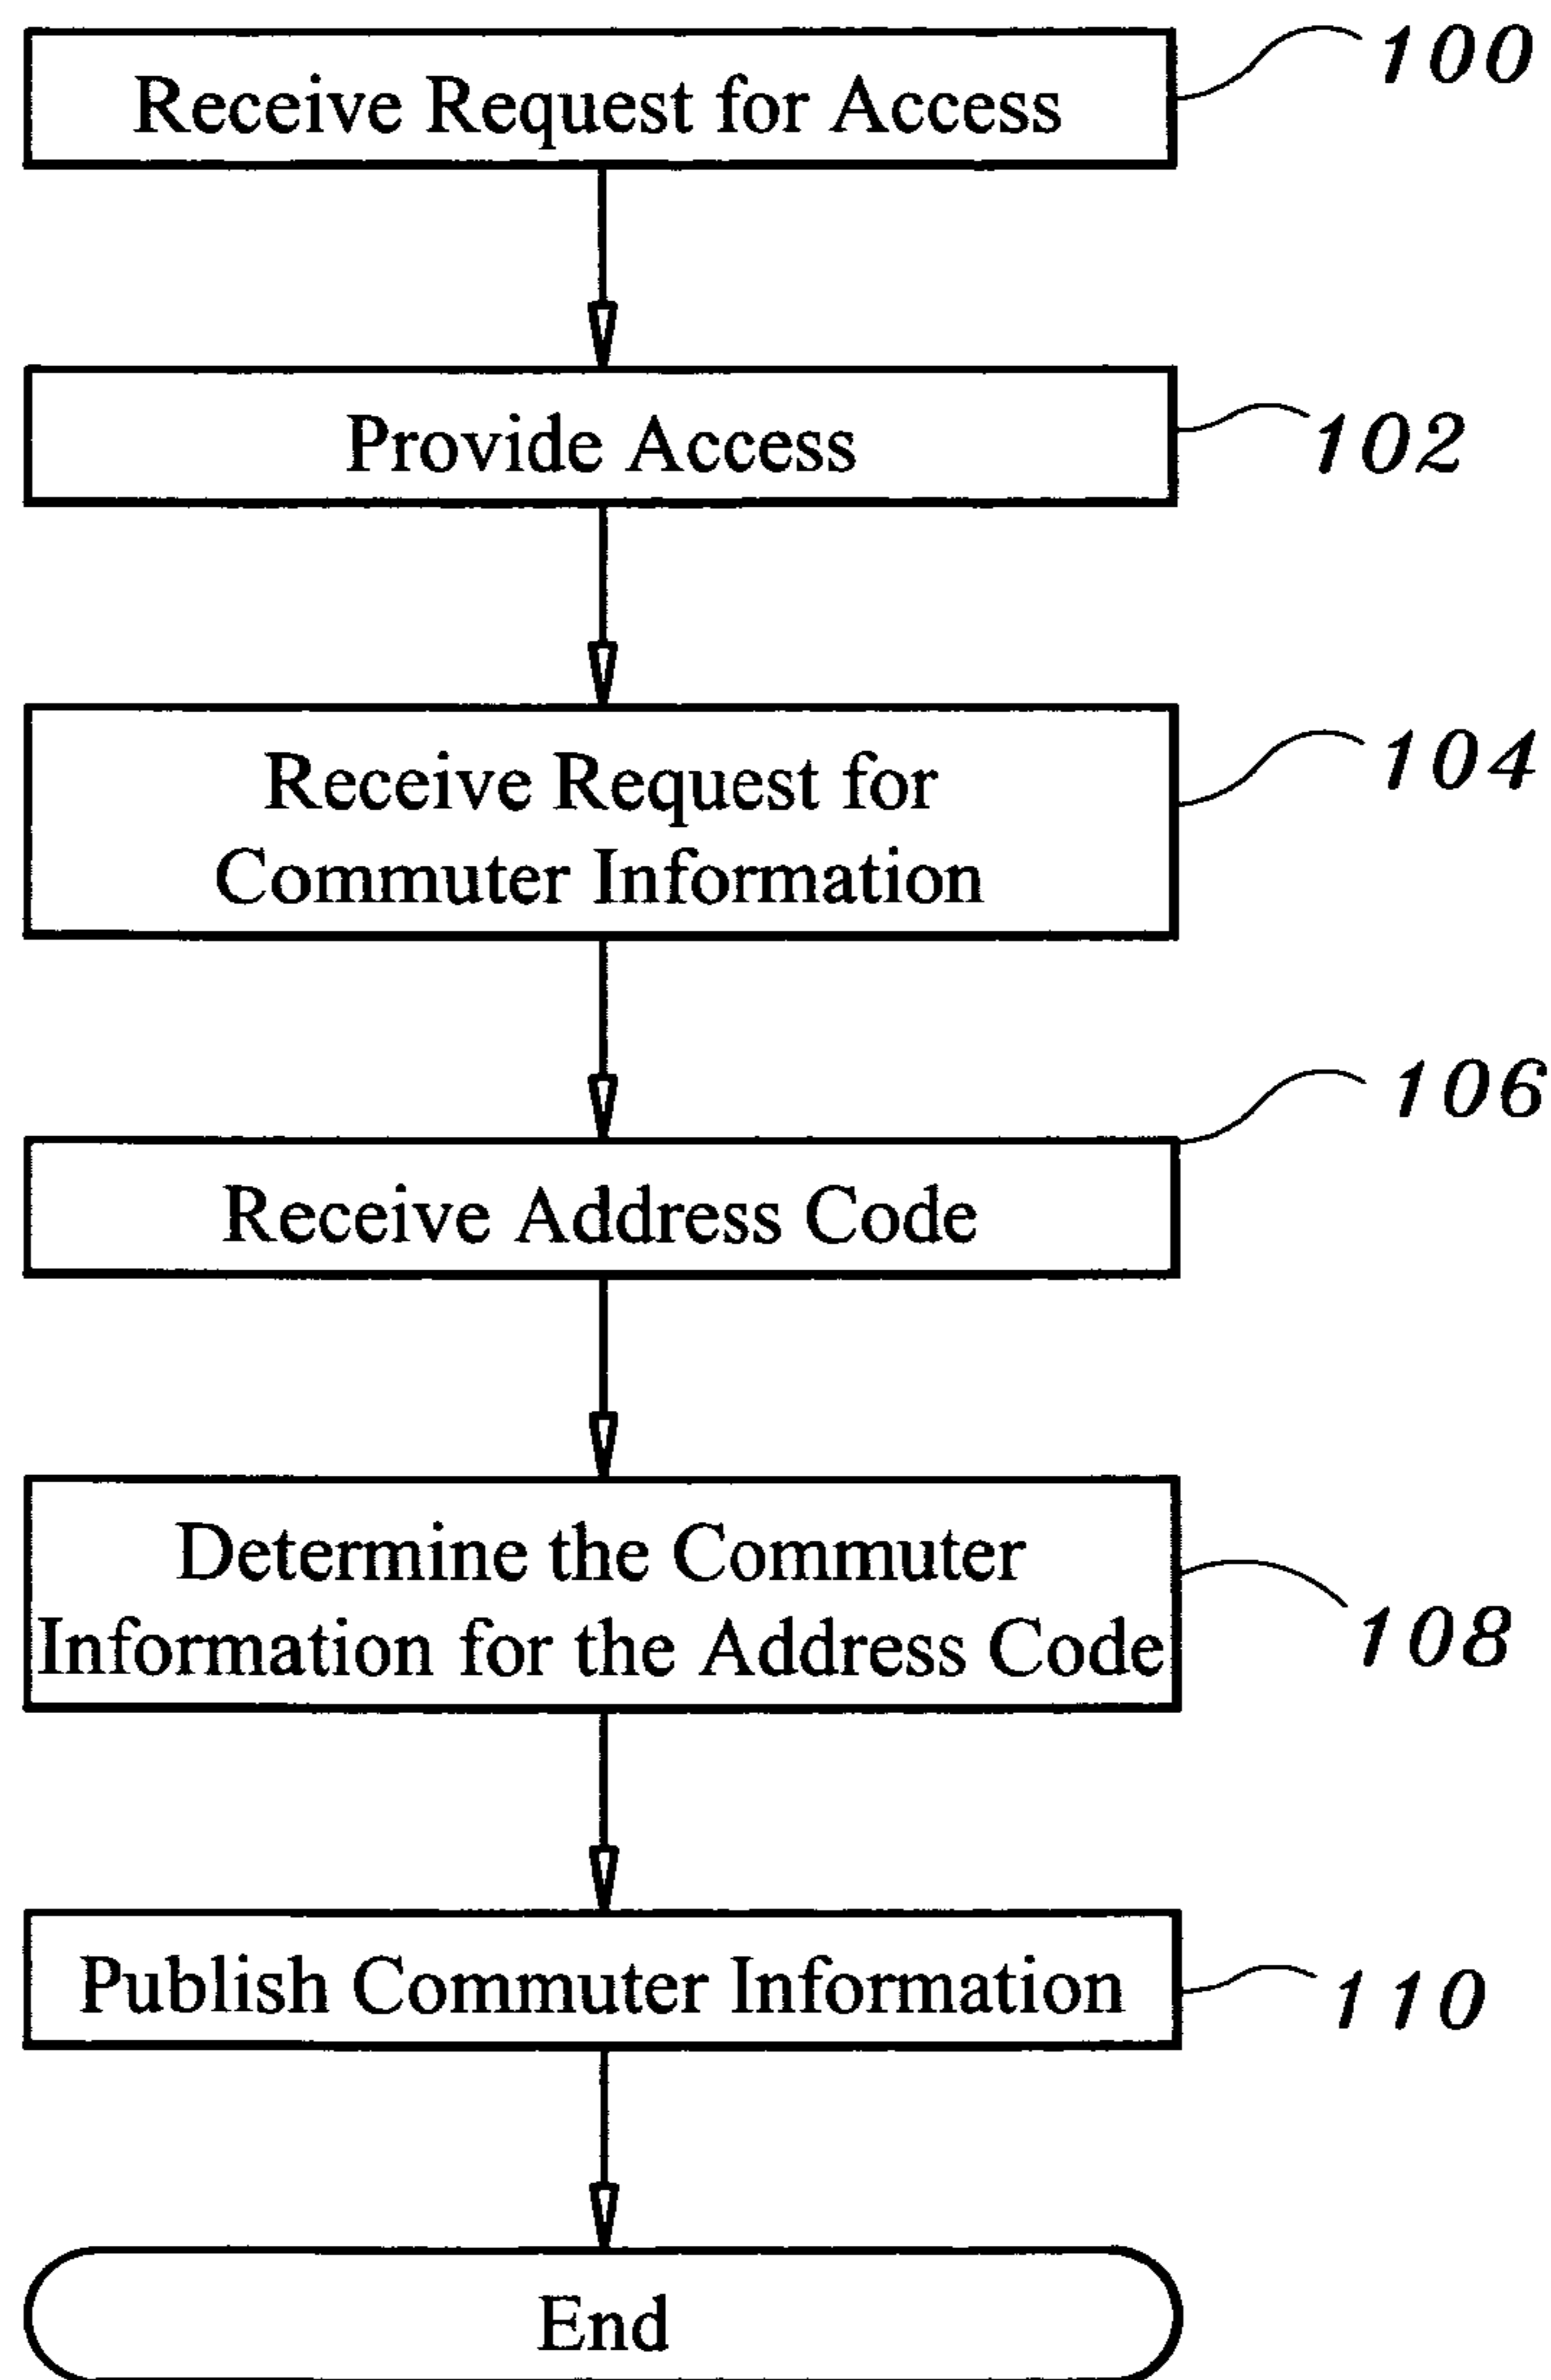 Receive Request for Access
100
Provide Access
102
Receive Request for
Commuter Information
104
106
Receive Address Code
Determine the Commuter
Information for the Address Code
108
Publish Commuter Information
110
End